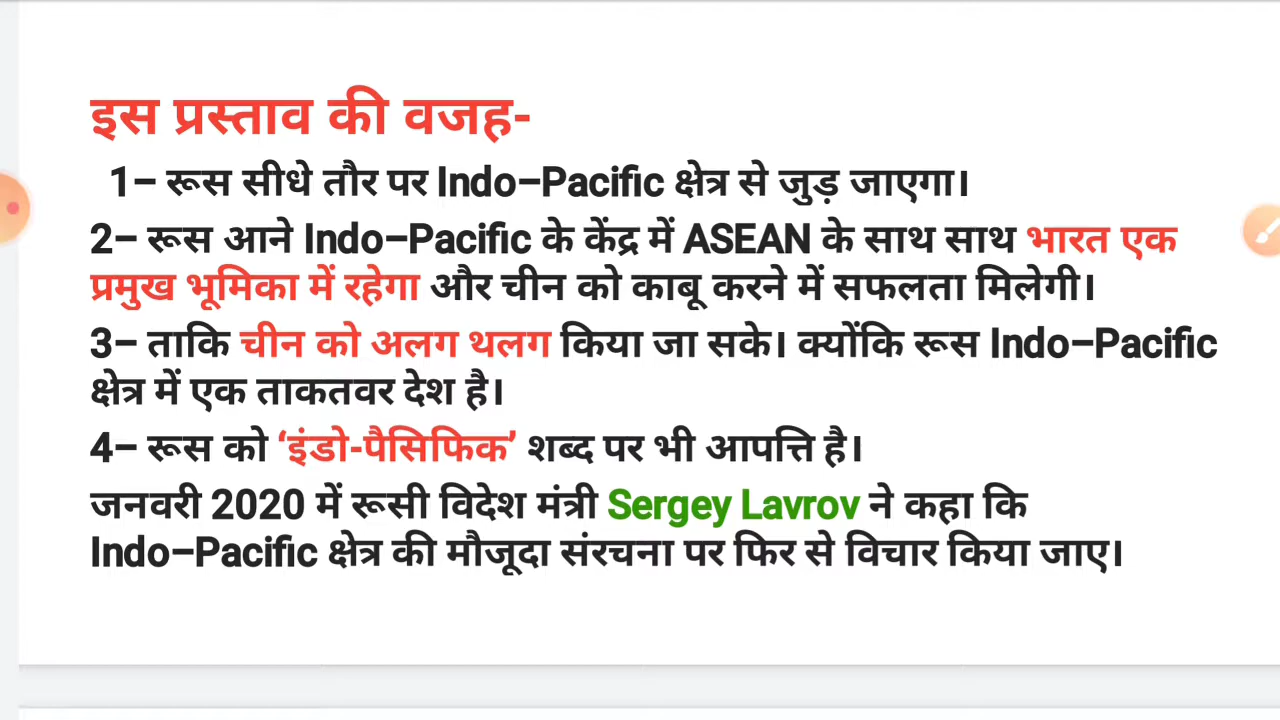 इस प्रस्ताव की वजह-
1– रूस सीधे तौर पर Indo–Pacific क्षेत्र से जुड़ जाएगा।
2– रूस आने Indo–Pacific के केंद्र में ASEAN के साथ साथ भारत एक
प्रमुख भूमिका में रहेगा और चीन को काबू करने में सफलता मिलेगी।
3– ताकि चीन को अलग थलग किया जा सके। क्योंकि रूस Indo–Pacific
क्षेत्र में एक ताकतवर देश है।
4– रूस को ‘इंडो-पैसिफिक’ शब्द पर भी आपत्ति है।
जनवरी 2020 में रूसी विदेश मंत्री Sergey Lavrov ने कहा कि
Indo–Pacific क्षेत्र की मौजूदा संरचना पर फिर से विचार किया जाए।